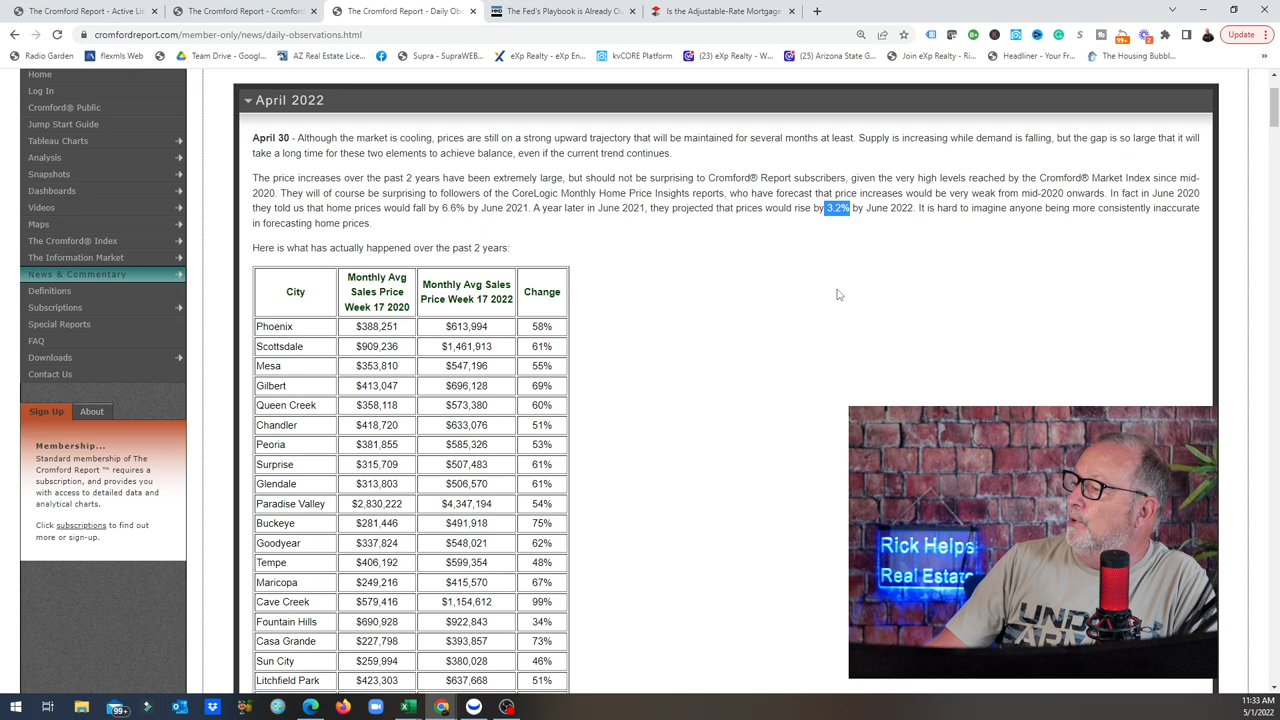 The Cromford Report - Active Li
The Cromford Report - Cromford
The Cromford Report - Daily Ob
The Fed's Playbook is Already O
Is the Adjustable-Rate Mortgage
cromfordreport.com/member-only/news/daily-observations.html
Update
Radio Garden
flexmls Web
Team Drive - Googl...
AZ Real Estate Lice...
Supra - SupraWEB...
eXp Realty - eXp En...
kvCORE Platform
(23) eXp Realty - W...
(25) Arizona State G...
Join eXp Realty - Ri...
Headliner - Your Fr...
The Housing Bubbl...
Home
Log In
Cromford® Public
Jump Start Guide
Tableau Charts
Analysis
Snapshots
Dashboards
Videos
Maps
The Cromford® Index
The Information Market
News & Commentary
Definitions
Subscriptions
Special Reports
FAQ
Downloads
Contact Us
Sign Up
About
Membership...
Standard membership of The
Cromford Report ™ requires a
subscription, and provides you
with access to detailed data and
analytical charts.
Click subscriptions to find out
more or sign-up.
April 2022
April 30 - Although the market is cooling, prices are still on a strong upward trajectory that will be maintained for several months at least. Supply is increasing while demand is falling, but the gap is so large that it will
take a long time for these two elements to achieve balance, even if the current trend continues.
The price increases over the past 2 years have been extremely large, but should not be surprising to Cromford® Report subscribers, given the very high levels reached by the Cromford® Market Index since mid-
2020. They will of course be surprising to followers of the CoreLogic Monthly Home Price Insights reports, who have forecast that price increases would be very weak from mid-2020 onwards. In fact in June 2020
they told us that home prices would fall by 6.6% by June 2021. A year later in June 2021, they projected that prices would rise by 3.2% by June 2022. It is hard to imagine anyone being more consistently inaccurate
in forecasting home prices.
Here is what has actually happened over the past 2 years:
City Monthly Avg Sales Price Week 17 2020 Monthly Avg Sales Price Week 17 2022 Change
Phoenix $388,251 $613,994 58%
Scottsdale $909,236 $1,461,913 61%
Mesa $353,810 $547,196 55%
Gilbert $413,047 $696,128 69%
Queen Creek $358,118 $573,380 60%
Chandler $418,720 $633,076 51%
Peoria $381,855 $585,326 53%
Surprise $315,709 $507,483 61%
Glendale $313,803 $506,570 61%
Paradise Valley $2,830,222 $4,347,194 54%
Buckeye $281,446 $491,918 75%
Goodyear $337,824 $548,021 62%
Tempe $406,192 $599,354 48%
Maricopa $249,216 $415,570 67%
Cave Creek $579,416 $1,154,612 99%
Fountain Hills $690,928 $922,843 34%
Casa Grande $227,798 $393,857 73%
Sun City $259,994 $380,028 46%
Litchfield Park $423,303 $637,668 51%
Rick Helps
Real Estate
UND
ARM
99+
11:33 AM
5/1/2022